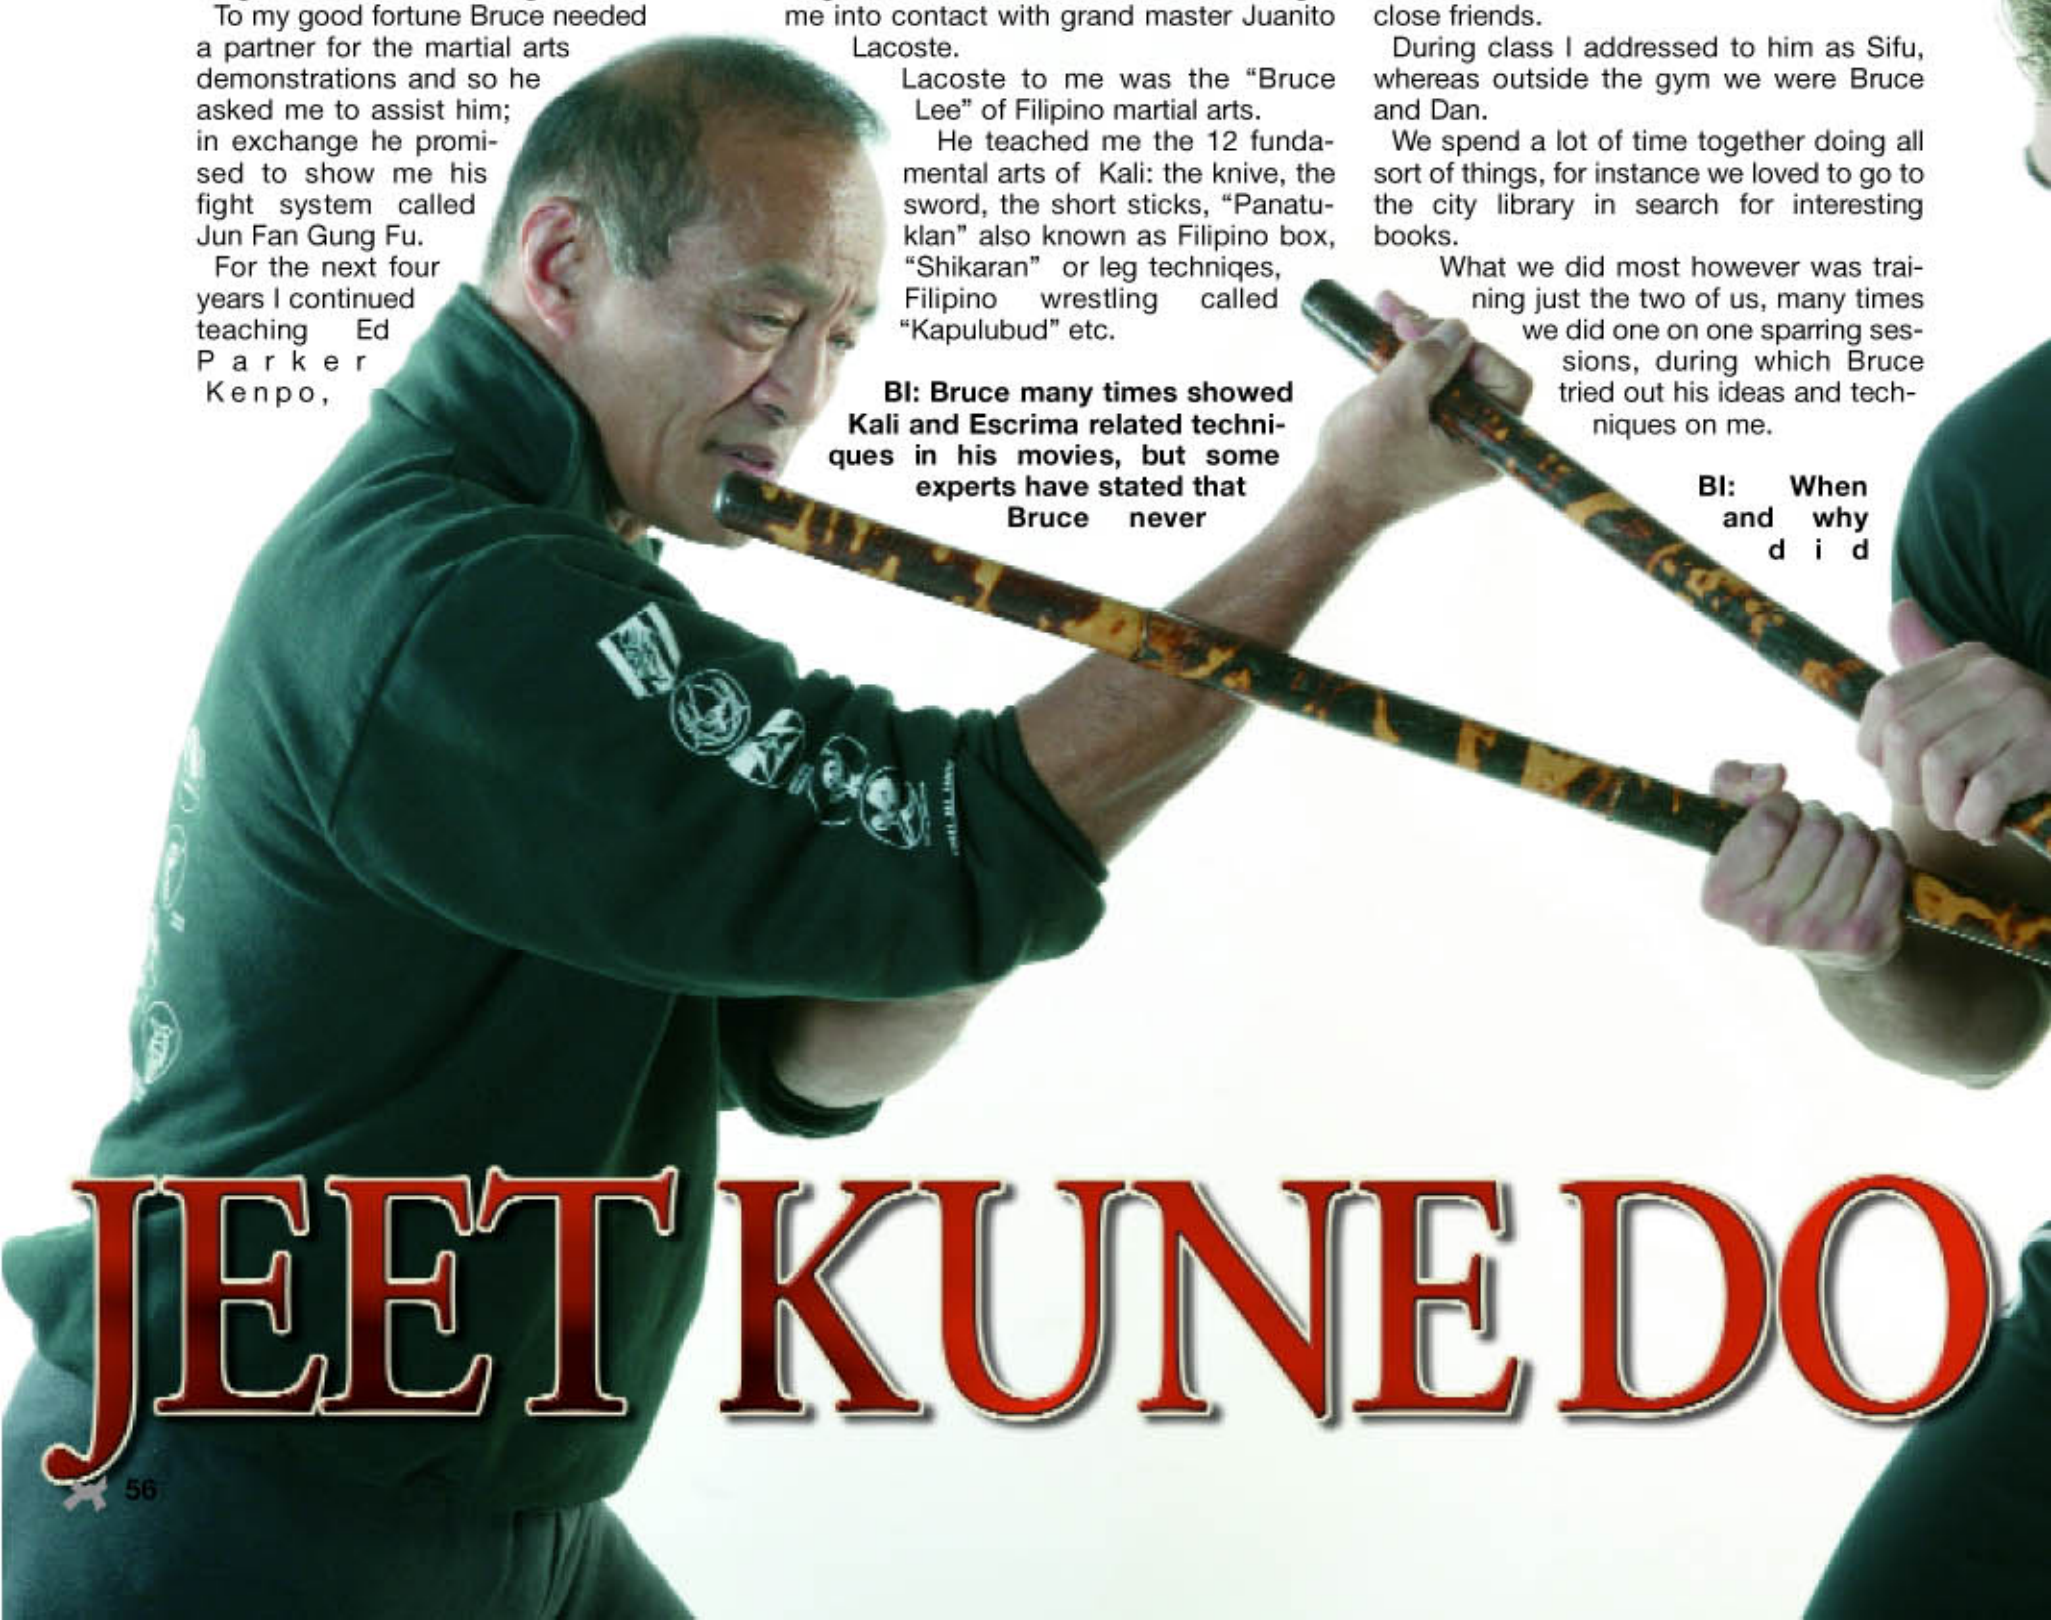 To my good fortune Bruce needed
a partner for the martial arts
demonstrations and so he
asked me to assist him;
in exchange he promi-
sed to show me his
fight system called
Jun Fan Gung Fu.
For the next four
years I continued
teaching Ed
Parker
Kenpo,
me into contact with grand master Juanito
Lacoste.
Lacoste to me was the “Bruce
Lee” of Filipino martial arts.
He teached me the 12 funda-
mental arts of Kali: the knive, the
sword, the short sticks, “Panatu-
klan” also known as Filipino box,
“Shikaran” or leg techniqes,
Filipino wrestling called
“Kapulubud” etc.
BI: Bruce many times showed
Kali and Escrima related techni-
ques in his movies, but some
experts have stated that
Bruce never
close friends.
During class I addressed to him as Sifu,
whereas outside the gym we were Bruce
and Dan.
We spend a lot of time together doing all
sort of things, for instance we loved to go to
the city library in search for interesting
books.
What we did most however was trai-
ning just the two of us, many times
we did one on one sparring ses-
sions, during which Bruce
tried out his ideas and tech-
niques on me.
BI: When
and why
did
JEET KUNE DO
56